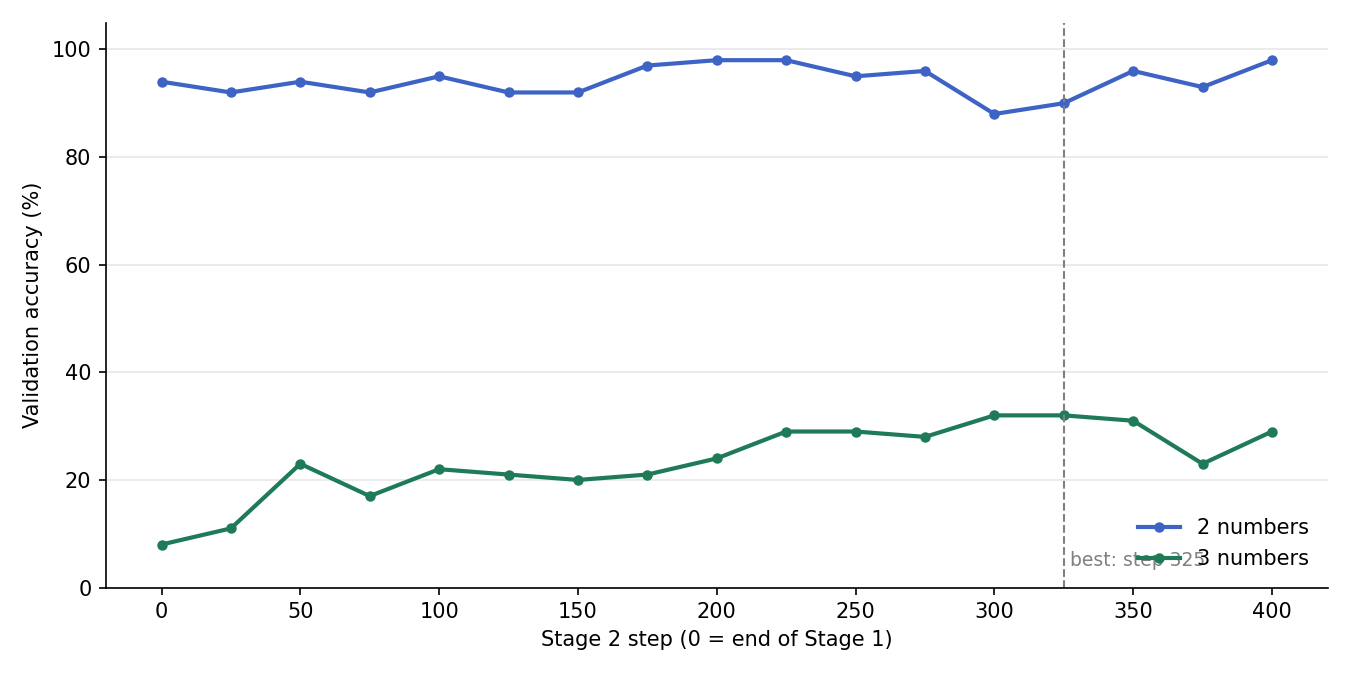 100
80
60
40
20
0
Validation accuracy (%)
2 numbers
3 numbers
best: step 325
0 50 100 150 200 250 300 350 400
Stage 2 step (0 = end of Stage 1)